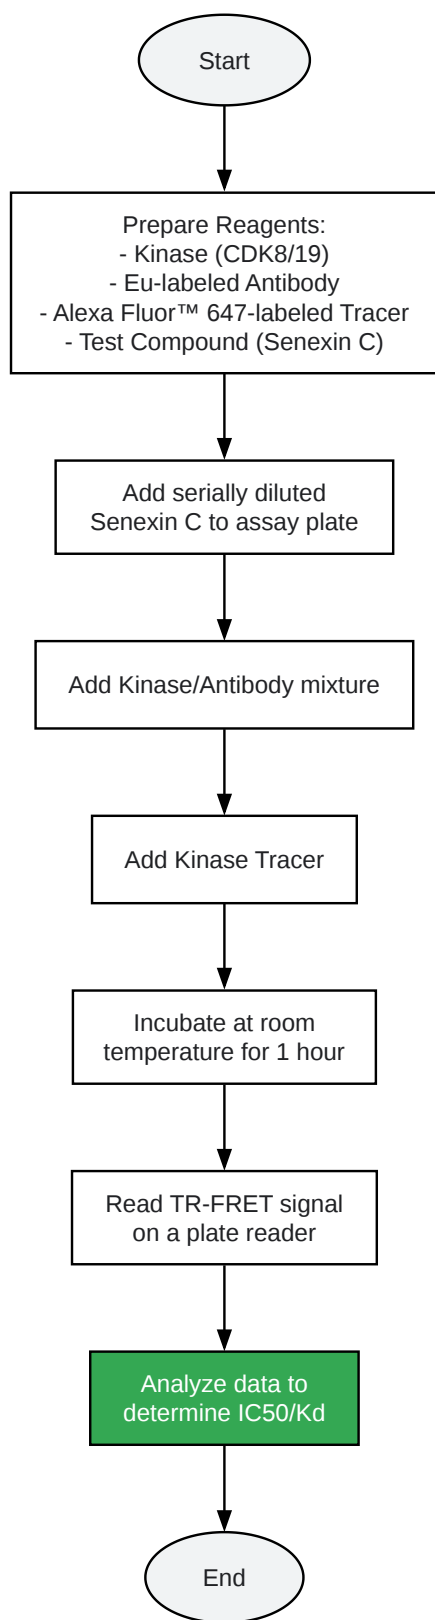 Start
Prepare Reagents:
- Kinase (CDK8/19)
- Eu-labeled Antibody
- Alexa Fluor™ 647-labeled Tracer
- Test Compound (Senexin C)
Add serially diluted
Senexin C to assay plate
Add Kinase/Antibody mixture
Add Kinase Tracer
Incubate at room
temperature for 1 hour
Read TR-FRET signal
on a plate reader
Analyze data to
determine IC50/Kd
End